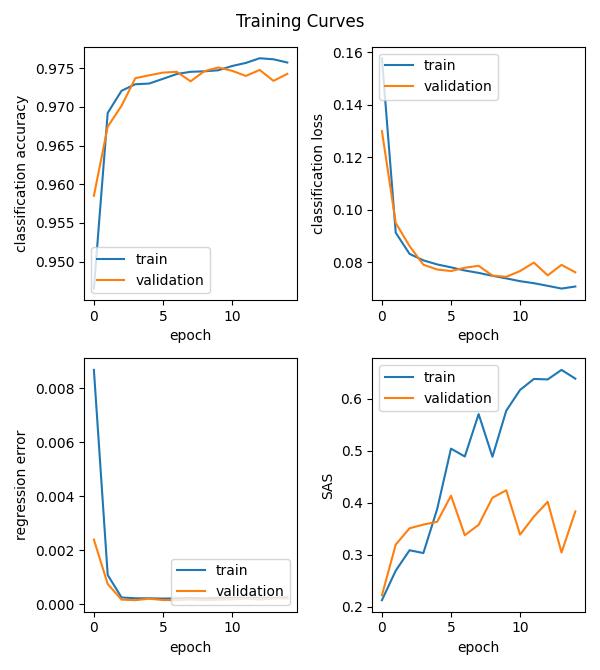 Training Curves
classification accuracy
0.975
0.970
0.965
0.960
0.955
0.950
train
validation
0
5
10
epoch
classification loss
0.16
0.14
0.12
0.10
0.08
train
validation
0
5
10
epoch
regression error
0.008
0.006
0.004
0.002
0.000
train
validation
0
5
10
epoch
SAS
0.6
0.5
0.4
0.3
0.2
train
validation
0
5
10
epoch